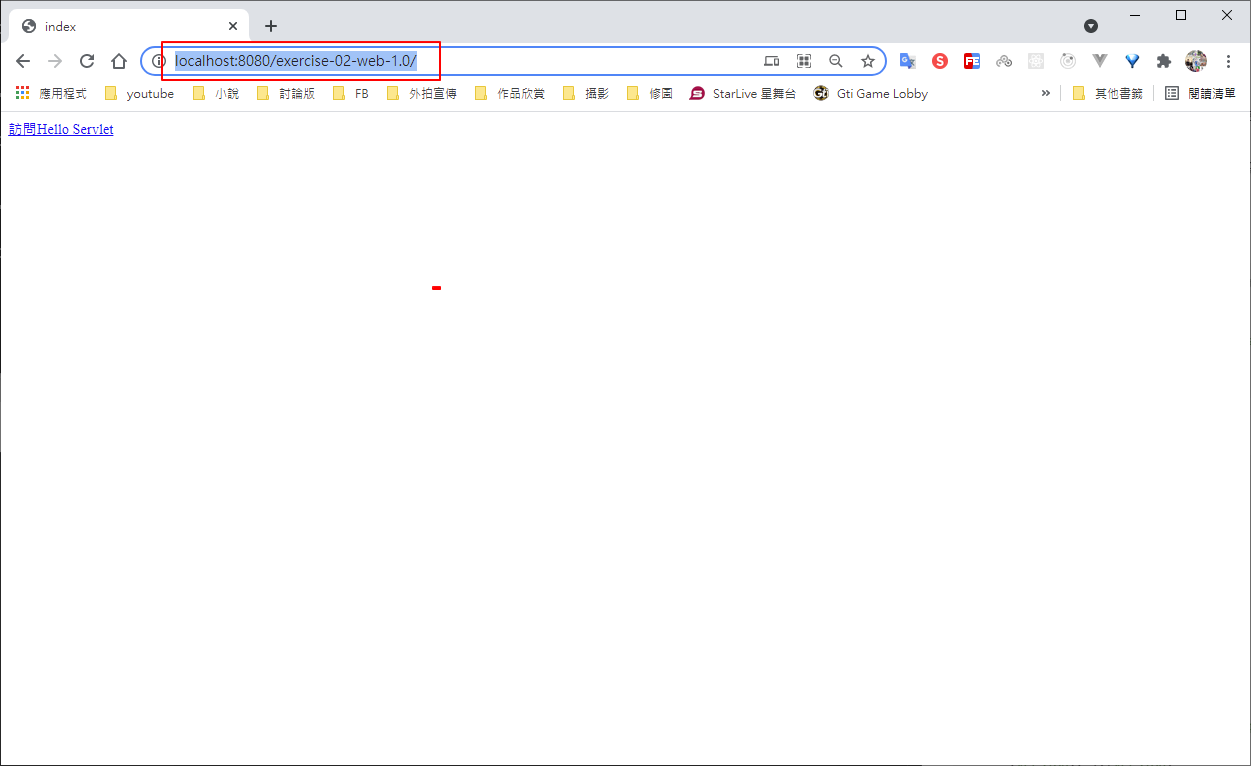 index
localhost:8080/exercise-02-web-1.0/
應用程式 youtube 小說 討論版 FB 外拍宣傳 作品欣賞 攝影 修圖 StarLive 星舞台 Gti Game Lobby » 其他書籤 閱讀清單
訪問Hello Servlet